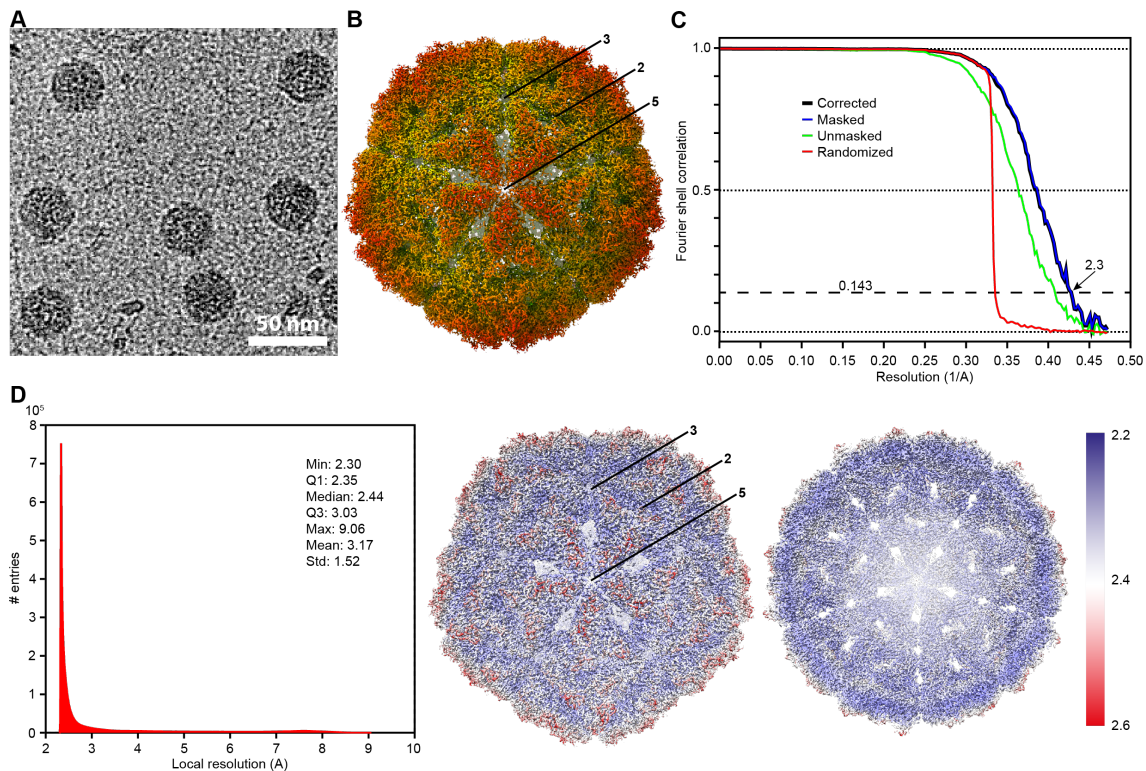 A
50 nm
B
3
2
5
C
Fourier shell correlation
1.0
0.5
0.0
Corrected
Masked
Unmasked
Randomized
0.143
2.3
0.00 0.05 0.10 0.15 0.20 0.25 0.30 0.35 0.40 0.45 0.50
Resolution (1/A)
D
10⁵
# entries
8
7
6
5
4
3
2
1
0
Min: 2.30
Q1: 2.35
Median: 2.44
Q3: 3.03
Max: 9.06
Mean: 3.17
Std: 1.52
2 3 4 5 6 7 8 9 10
Local resolution (A)
3
2
5
2.2
2.4
2.6